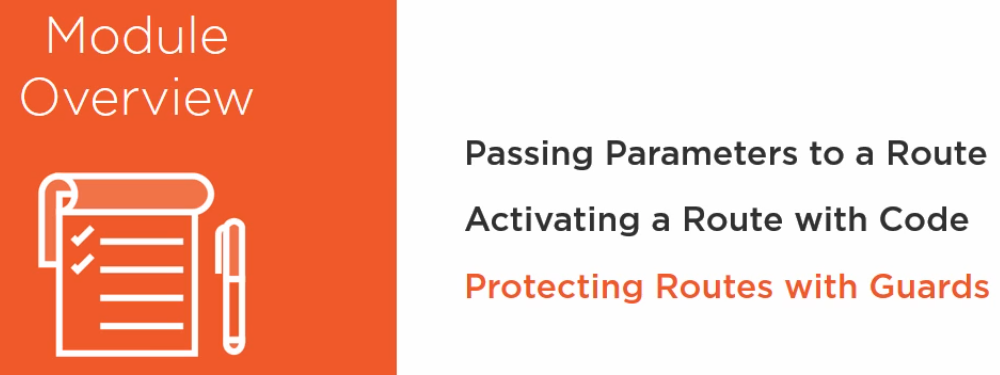 Module
Overview
Passing Parameters to a Route
Activating a Route with Code
Protecting Routes with Guards